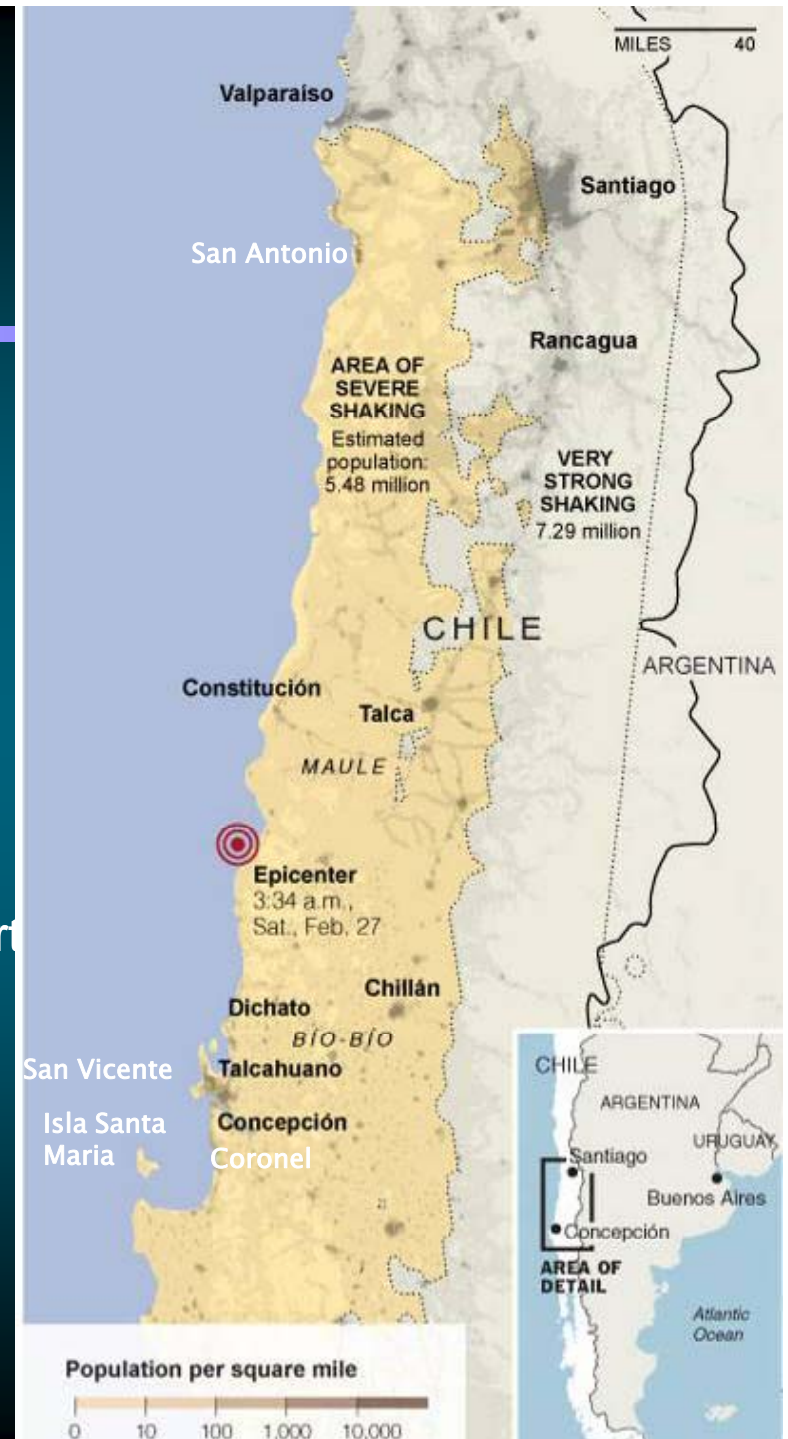 MILES 40
Valparaíso
Santiago
San Antonio
Rancagua
AREA OF
SEVERE
SHAKING
Estimated
population:
5.48 million
VERY
STRONG
SHAKING
7.29 million
CHILE
ARGENTINA
Constitución
Talca
MAULE
Epicenter
3:34 a.m.,
Sat., Feb. 27
Chillán
Dichato
BÍO-BÍO
San Vicente
Talcahuano
Isla Santa
Maria
Concepción
Coronel
CHILE
ARGENTINA
URUGUAY
Santiago
Buenos Aires
Concepción
AREA OF
DETAIL
Atlantic
Ocean
Population per square mile
0 10 100 1,000 10,000